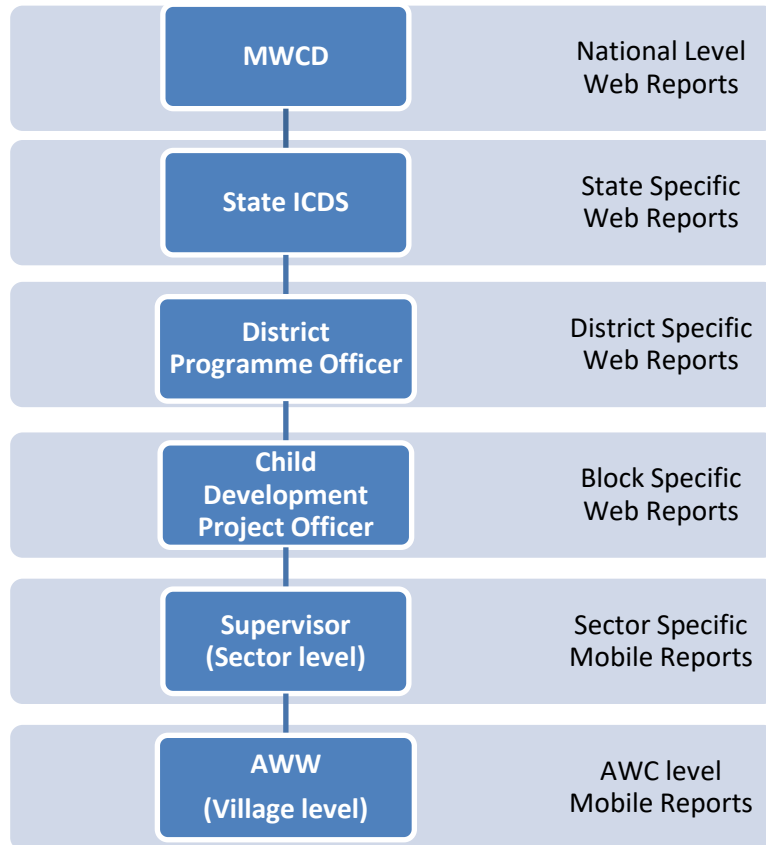 MWCD
National Level
Web Reports
State ICDS
State Specific
Web Reports
District
Programme Officer
District Specific
Web Reports
Child
Development
Project Officer
Block Specific
Web Reports
Supervisor
(Sector level)
Sector Specific
Mobile Reports
AWW
(Village level)
AWC level
Mobile Reports